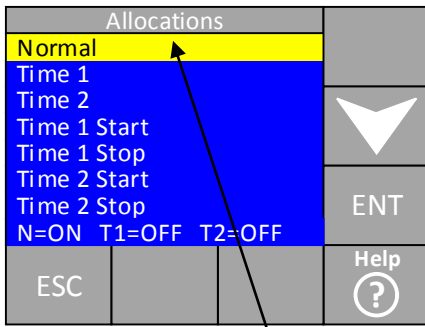 Allocations
Normal
Time 1
Time 2
Time 1 Start
Time 1 Stop
Time 2 Start
Time 2 Stop
N=ON T1=OFF T2=OFF
ENT
ESC
Help
?